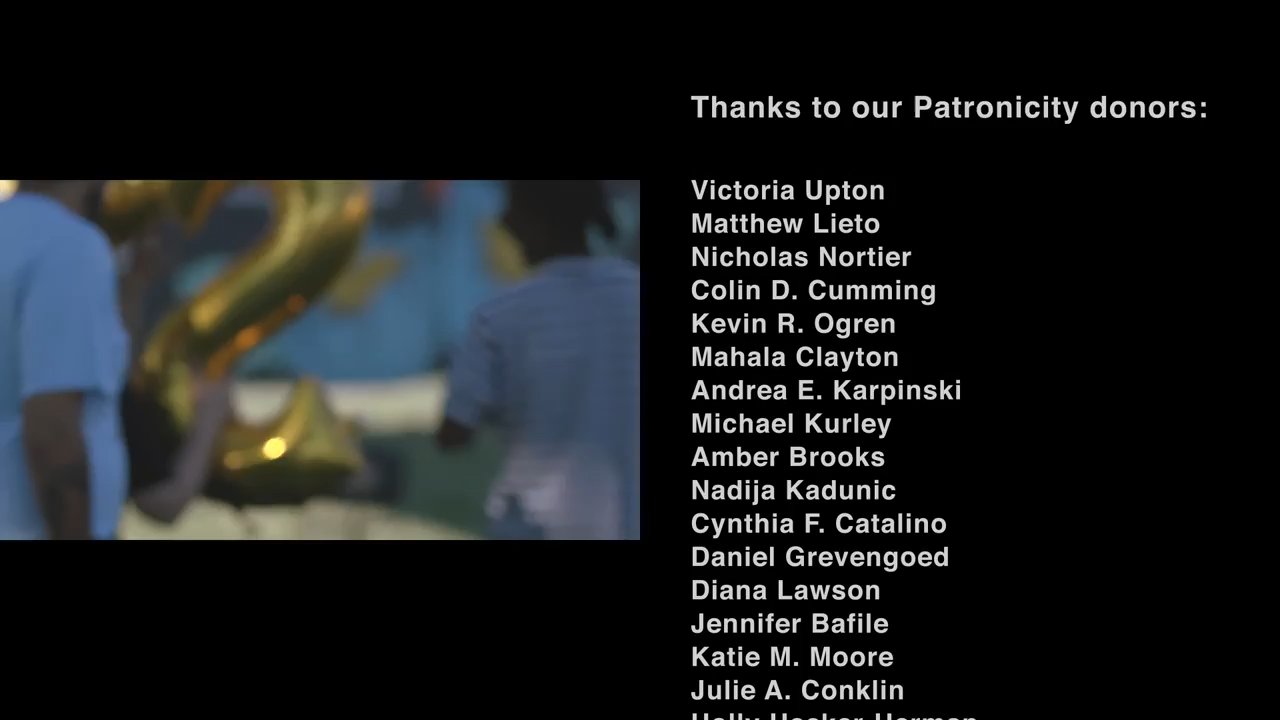 Thanks to our Patronicity donors:
Victoria Upton
Matthew Lieto
Nicholas Nortier
Colin D. Cumming
Kevin R. Ogren
Mahala Clayton
Andrea E. Karpinski
Michael Kurley
Amber Brooks
Nadija Kadunic
Cynthia F. Catalino
Daniel Grevengoed
Diana Lawson
Jennifer Bafile
Katie M. Moore
Julie A. Conklin